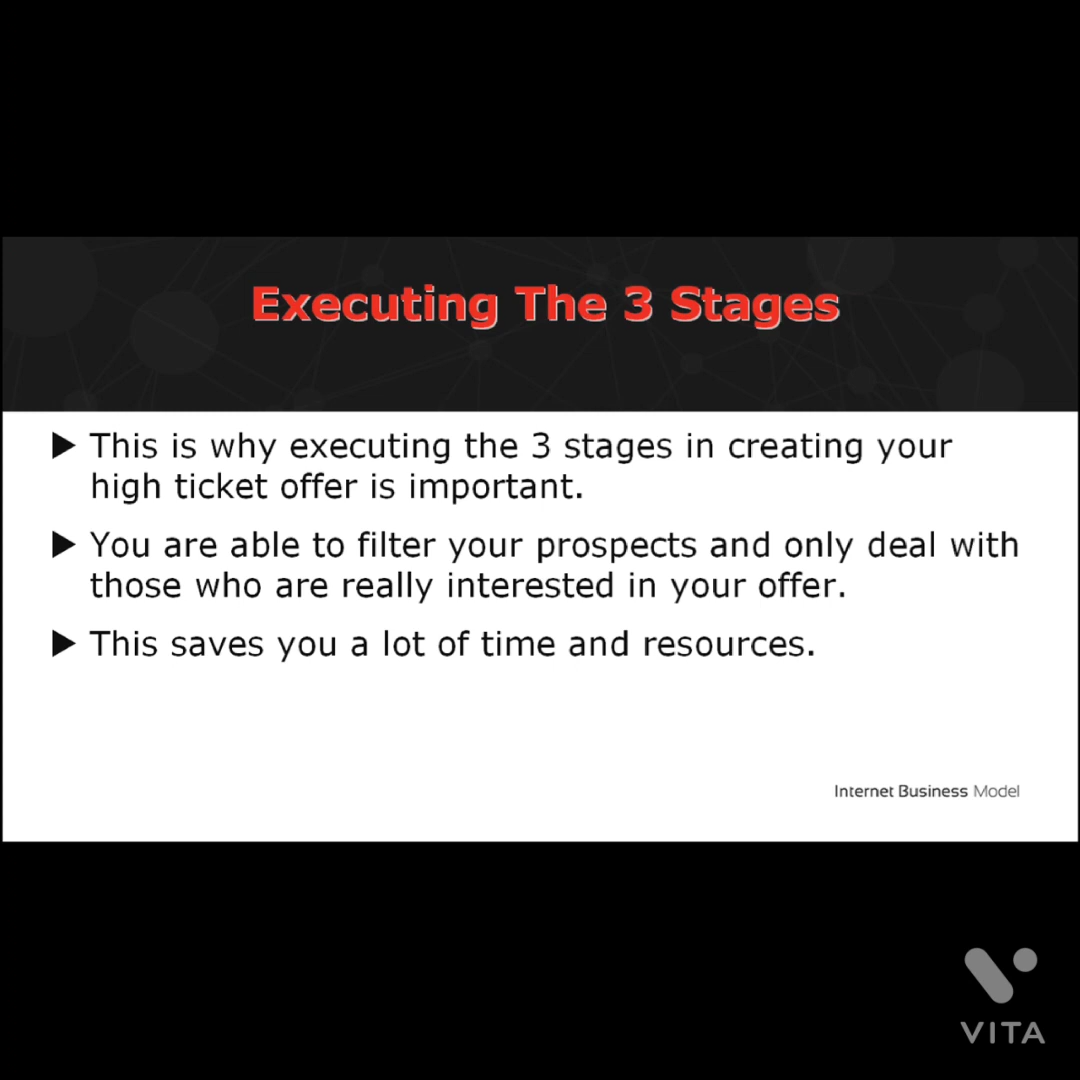 Executing The 3 Stages
▶ This is why executing the 3 stages in creating your
high ticket offer is important.
▶ You are able to filter your prospects and only deal with
those who are really interested in your offer.
▶ This saves you a lot of time and resources.
Internet Business Model
VITA